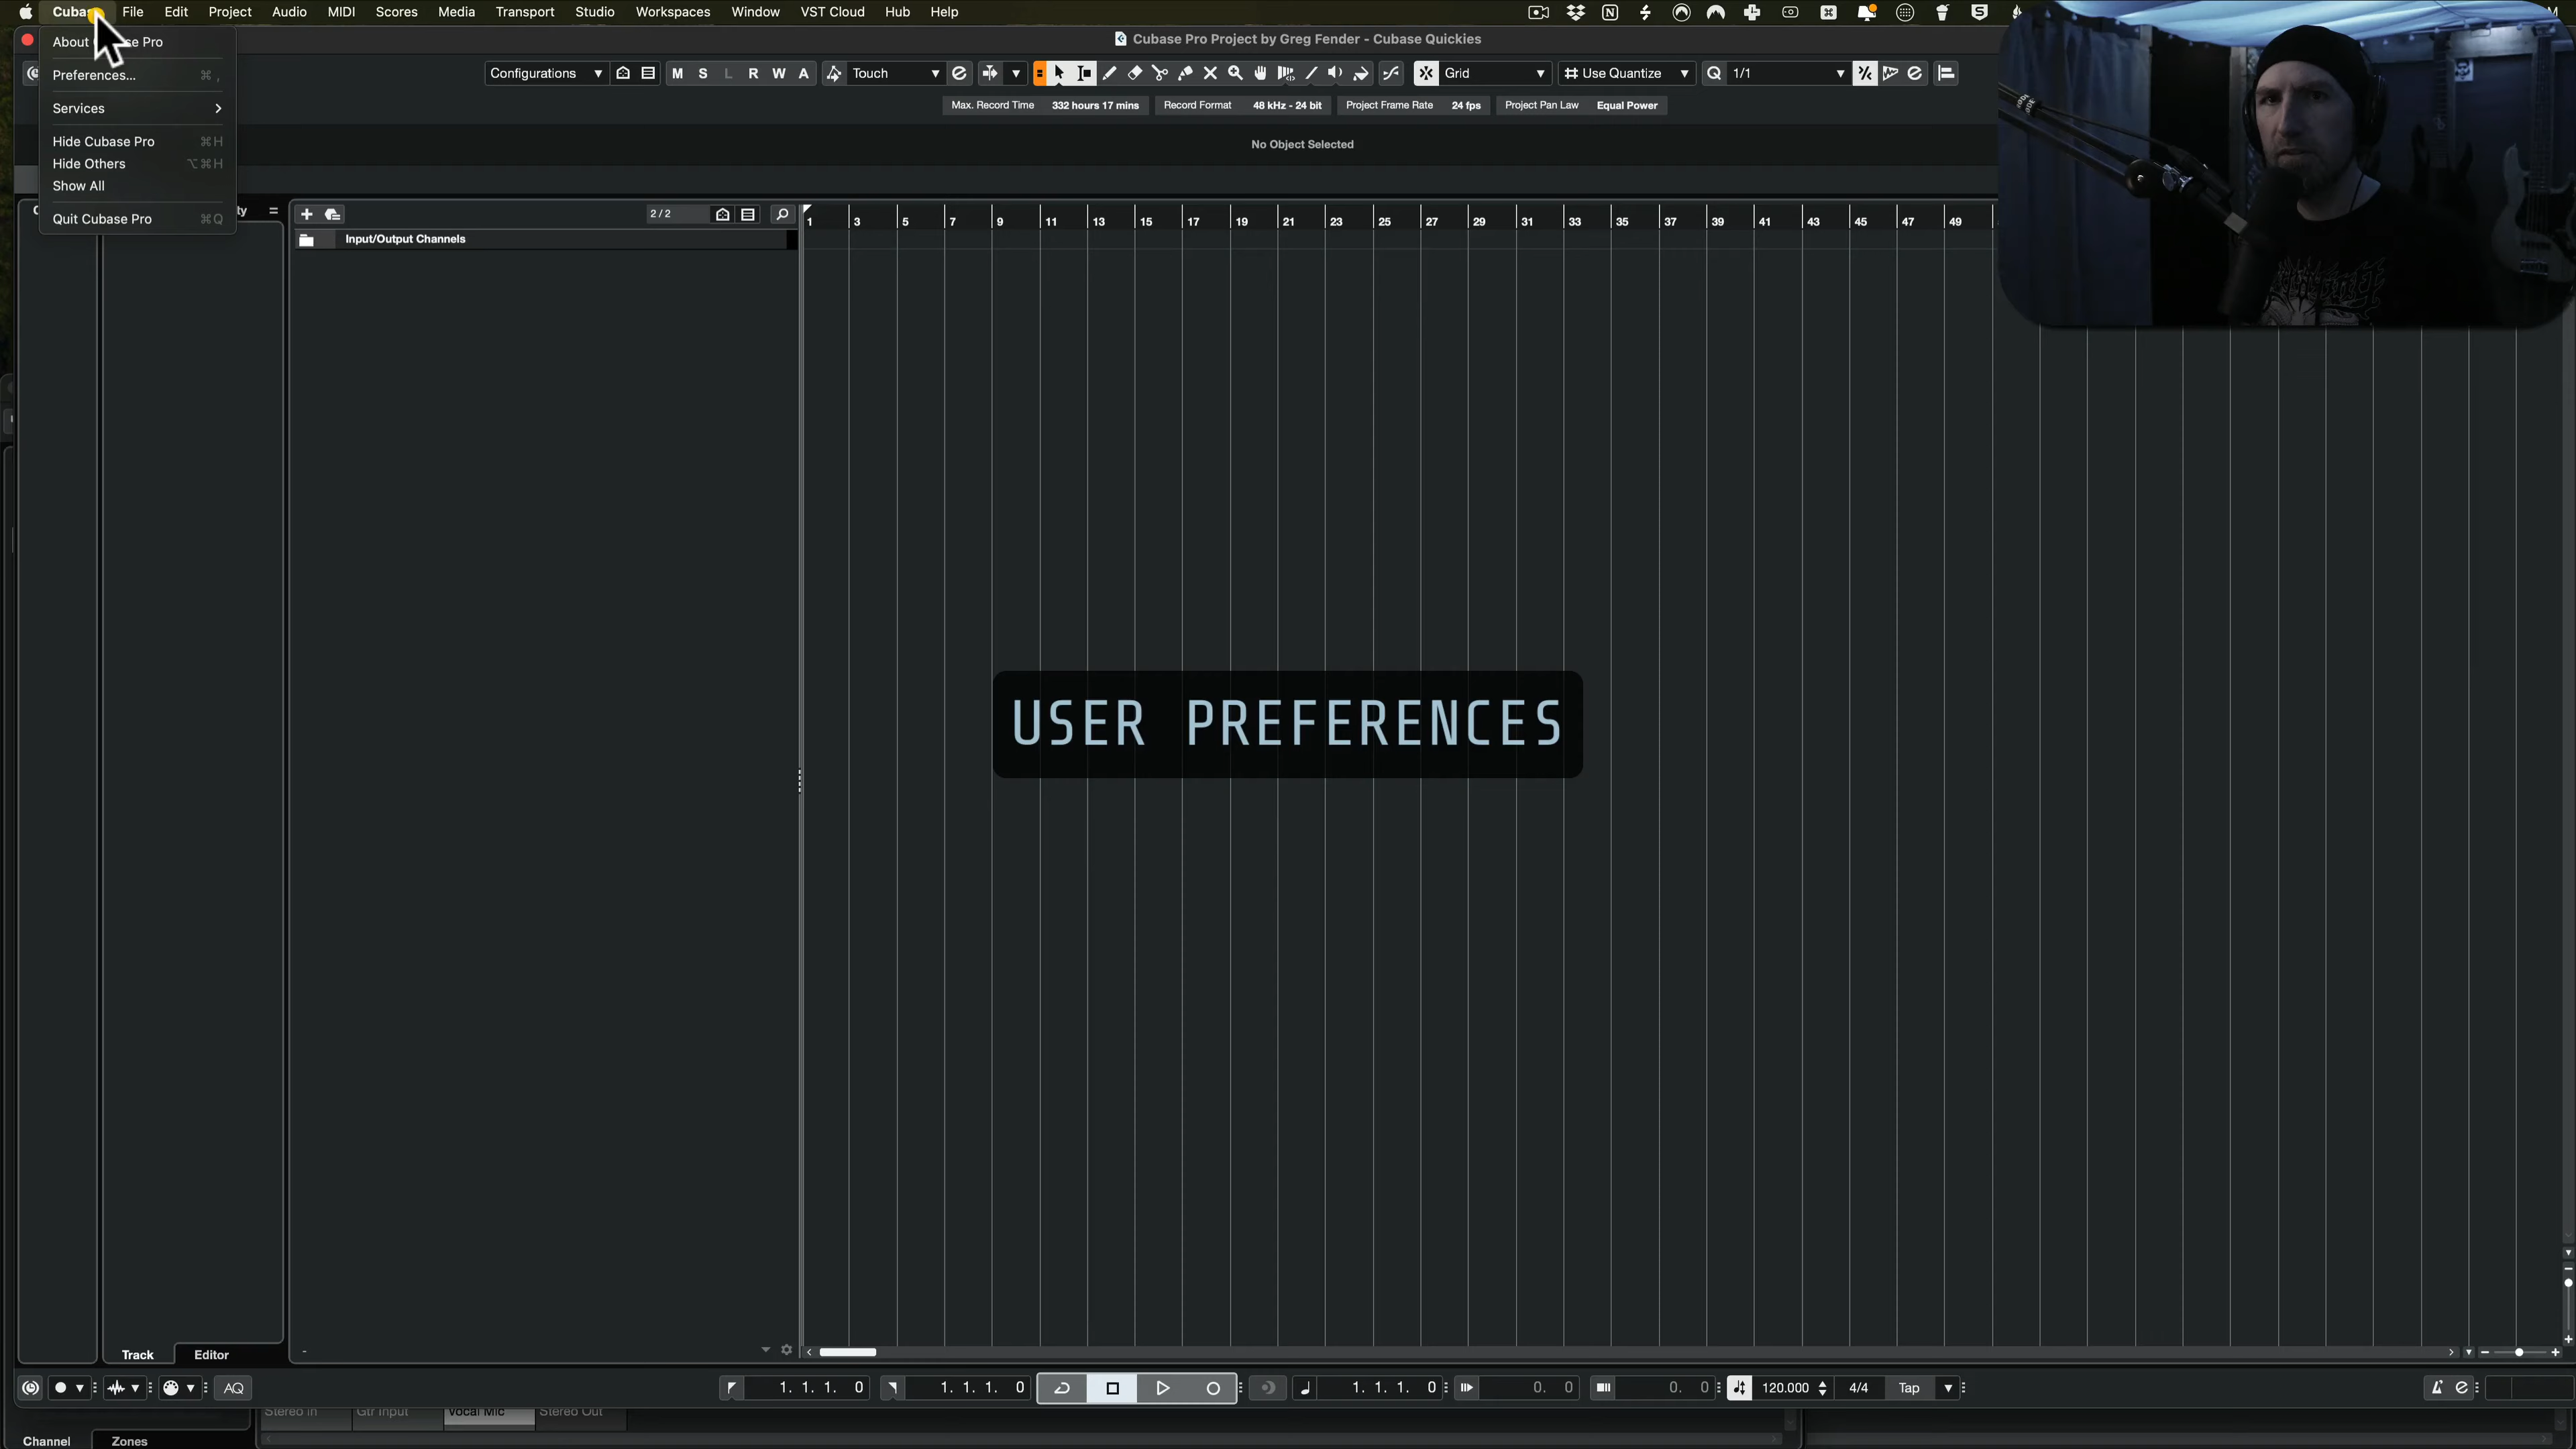 File Edit Project Audio MIDI Scores Media Transport Studio Workspaces Window VST Cloud Hub Help
Cubase Pro Project by Greg Fender - Cubase Quickies
Preferences... ⌘ ,
Services
Hide Cubase Pro ⌘H
Hide Others ⌥⌘H
Show All
Quit Cubase Pro ⌘Q
Configurations M S L R W A Touch Grid Use Quantize Q 1/1
Max. Record Time 332 hours 17 mins Record Format 48 kHz - 24 bit Project Frame Rate 24 fps Project Pan Law Equal Power
No Object Selected
2 / 2
1 3 5 7 9 11 13 15 17 19 21 23 25 27 29 31 33 35 37 39 41 43 45 47 49
Input/Output Channels
USER PREFERENCES
Track Editor
AQ 1. 1. 1. 0 1. 1. 1. 0 1. 1. 1. 0 0. 0 0. 0 120.000 4/4 Tap
Stereo In Gtr Input Vocal Mic Stereo Out
Channel Zones